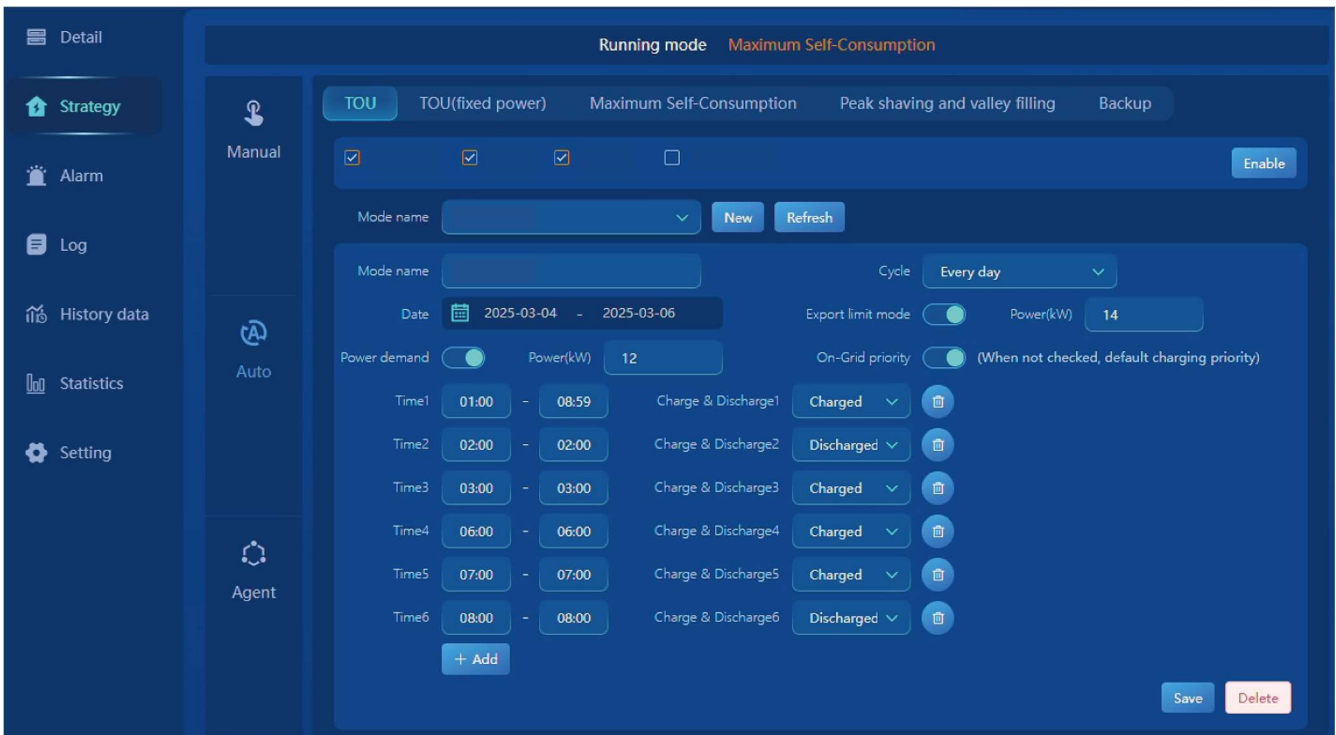 Detail
Strategy
Alarm
Log
History data
Statistics
Setting
Running mode Maximum Self-Consumption
Manual
Auto
Agent
TOU TOU(fixed power) Maximum Self-Consumption Peak shaving and valley filling Backup
Enable
Mode name New Refresh
Mode name Cycle Every day
Date 2025-03-04 - 2025-03-06 Export limit mode Power(kW) 14
Power demand Power(kW) 12 On-Grid priority (When not checked, default charging priority)
Time1 01:00 - 08:59 Charge & Discharge1 Charged
Time2 02:00 - 02:00 Charge & Discharge2 Discharged
Time3 03:00 - 03:00 Charge & Discharge3 Charged
Time4 06:00 - 06:00 Charge & Discharge4 Charged
Time5 07:00 - 07:00 Charge & Discharge5 Charged
Time6 08:00 - 08:00 Charge & Discharge6 Discharged
+ Add
Save Delete